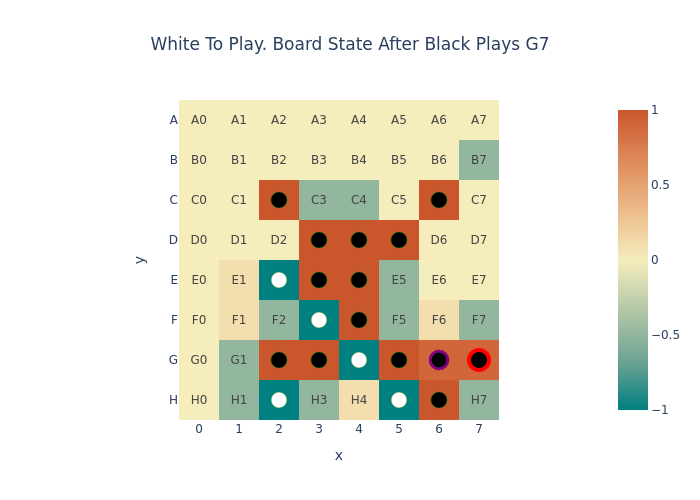 White To Play. Board State After Black Plays G7
A A0 A1 A2 A3 A4 A5 A6 A7
B B0 B1 B2 B3 B4 B5 B6 B7
C C0 C1 C3 C4 C5 C7
D D0 D1 D2 D6 D7
E E0 E1 E5 E6 E7
F F0 F1 F2 F5 F6 F7
G G0 G1
H H0 H1 H3 H4 H7
0 1 2 3 4 5 6 7
x
y
1
0.5
0
−0.5
−1